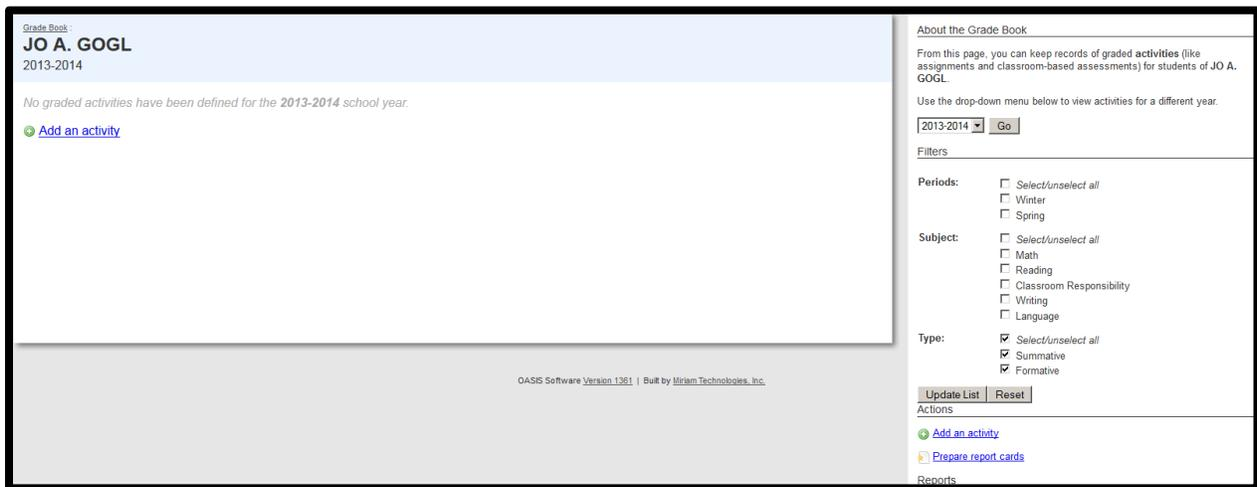 Grade Book :
JO A. GOGL
2013-2014
No graded activities have been defined for the 2013-2014 school year.
Add an activity
OASIS Software Version 1361 | Built by Miriam Technologies, Inc.
About the Grade Book
From this page, you can keep records of graded activities (like
assignments and classroom-based assessments) for students of JO A.
GOGL.
Use the drop-down menu below to view activities for a different year.
2013-2014 Go
Filters
Periods: Select/unselect all
Winter
Spring
Subject: Select/unselect all
Math
Reading
Classroom Responsibility
Writing
Language
Type: Select/unselect all
Summative
Formative
Update List Reset
Actions
Add an activity
Prepare report cards
Reports